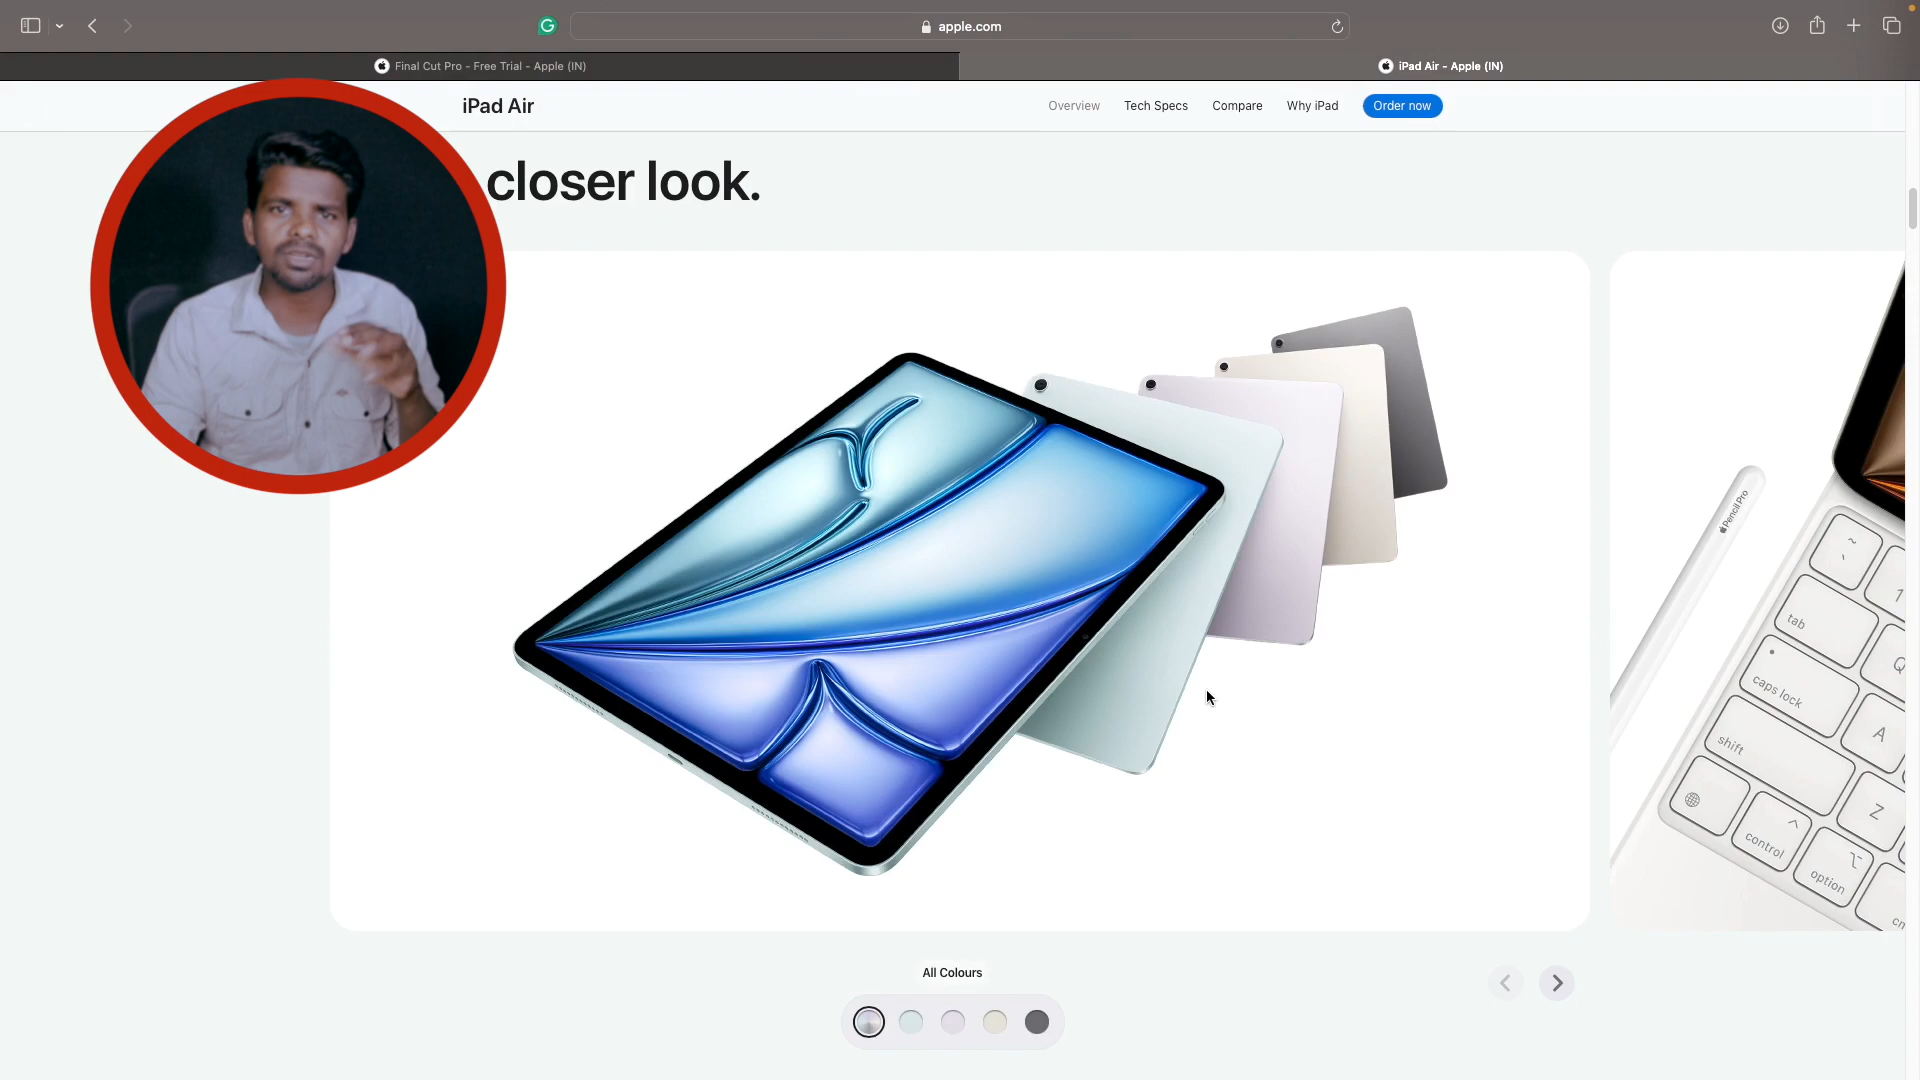 apple.com
Final Cut Pro - Free Trial - Apple (IN)
iPad Air - Apple (IN)
iPad Air
Overview
Tech Specs
Compare
Why iPad
Order now
closer look.
Pencil Pro
~
`
1
tab
Q
caps lock
A
shift
Z
control
option
All Colours